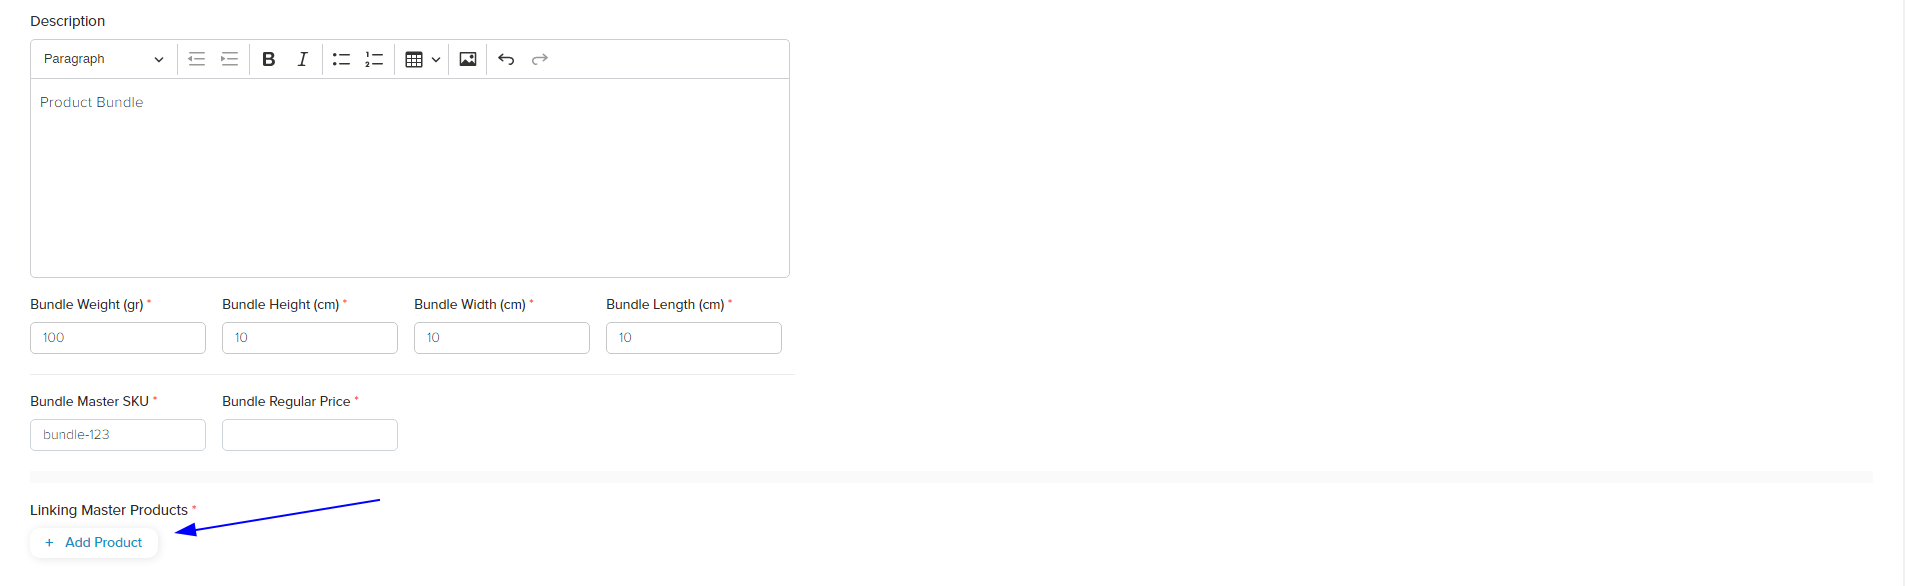 Description
Paragraph
Product Bundle
Bundle Weight (gr) * Bundle Height (cm) * Bundle Width (cm) * Bundle Length (cm) *
100 10 10 10
Bundle Master SKU * Bundle Regular Price *
bundle-123
Linking Master Products *
+ Add Product